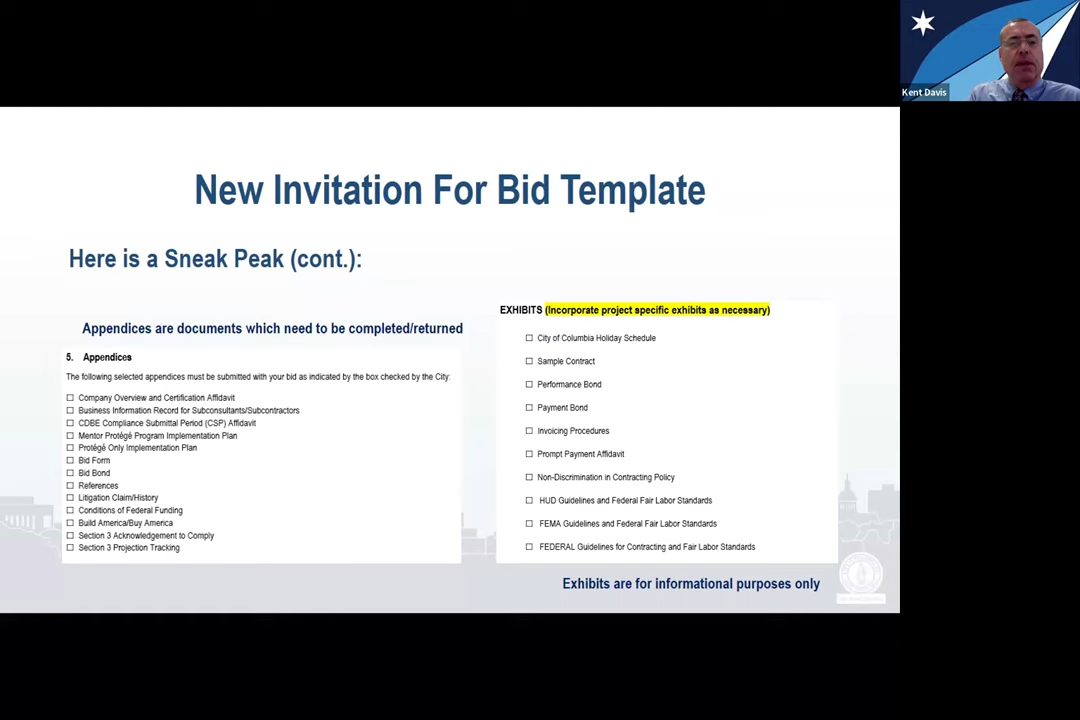 Kent Davis
New Invitation For Bid Template
Here is a Sneak Peak (cont.):
Appendices are documents which need to be completed/returned
5. Appendices
The following selected appendices must be submitted with your bid as indicated by the box checked by the City:
☐ Company Overview and Certification Affidavit
☐ Business Information Record for Subconsultants/Subcontractors
☐ CDBE Compliance Submittal Period (CSP) Affidavit
☐ Mentor Protégé Program Implementation Plan
☐ Protégé Only Implementation Plan
☐ Bid Form
☐ Bid Bond
☐ References
☐ Litigation Claim/History
☐ Conditions of Federal Funding
☐ Build America/Buy America
☐ Section 3 Acknowledgement to Comply
☐ Section 3 Projection Tracking
EXHIBITS (Incorporate project specific exhibits as necessary)
☐ City of Columbia Holiday Schedule
☐ Sample Contract
☐ Performance Bond
☐ Payment Bond
☐ Invoicing Procedures
☐ Prompt Payment Affidavit
☐ Non-Discrimination in Contracting Policy
☐ HUD Guidelines and Federal Fair Labor Standards
☐ FEMA Guidelines and Federal Fair Labor Standards
☐ FEDERAL Guidelines for Contracting and Fair Labor Standards
Exhibits are for informational purposes only